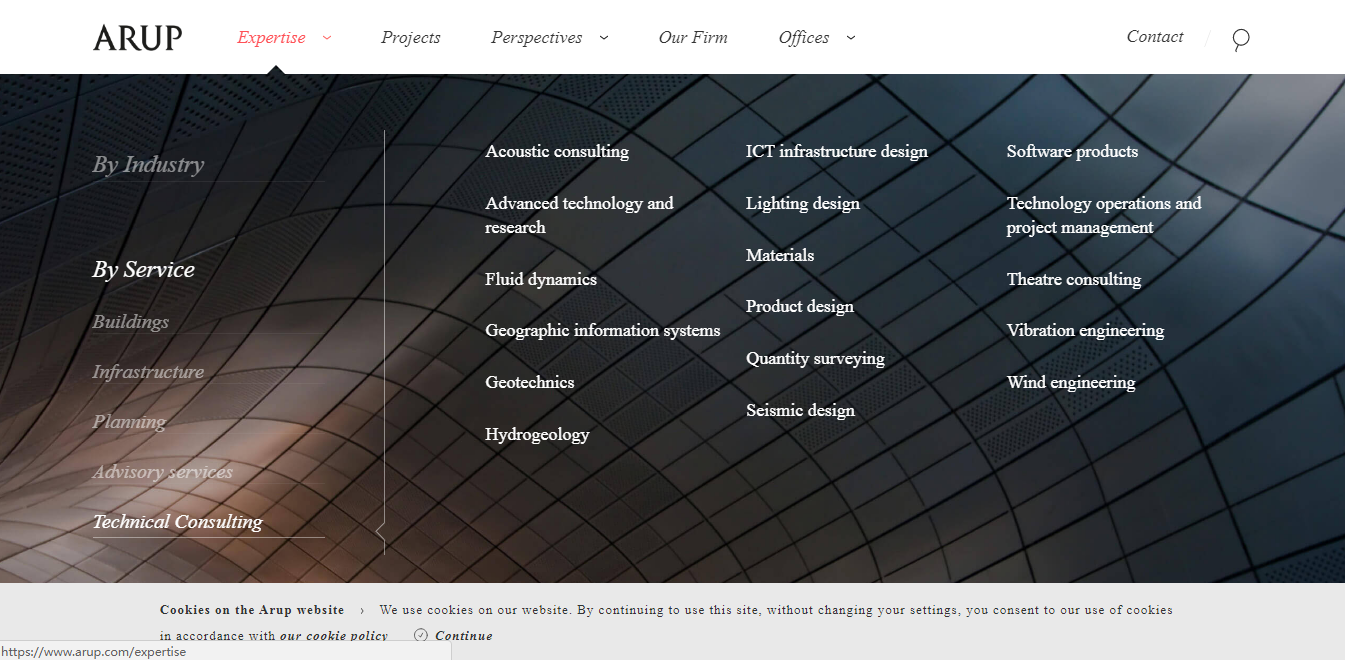 ARUP
Expertise
Projects
Perspectives
Our Firm
Offices
Contact
By Industry
By Service
Buildings
Infrastructure
Planning
Advisory services
Technical Consulting
Acoustic consulting
Advanced technology and
research
Fluid dynamics
Geographic information systems
Geotechnics
Hydrogeology
ICT infrastructure design
Lighting design
Materials
Product design
Quantity surveying
Seismic design
Software products
Technology operations and
project management
Theatre consulting
Vibration engineering
Wind engineering
Cookies on the Arup website › We use cookies on our website. By continuing to use this site, without changing your settings, you consent to our use of cookies
in accordance with our cookie policy Continue
https://www.arup.com/expertise